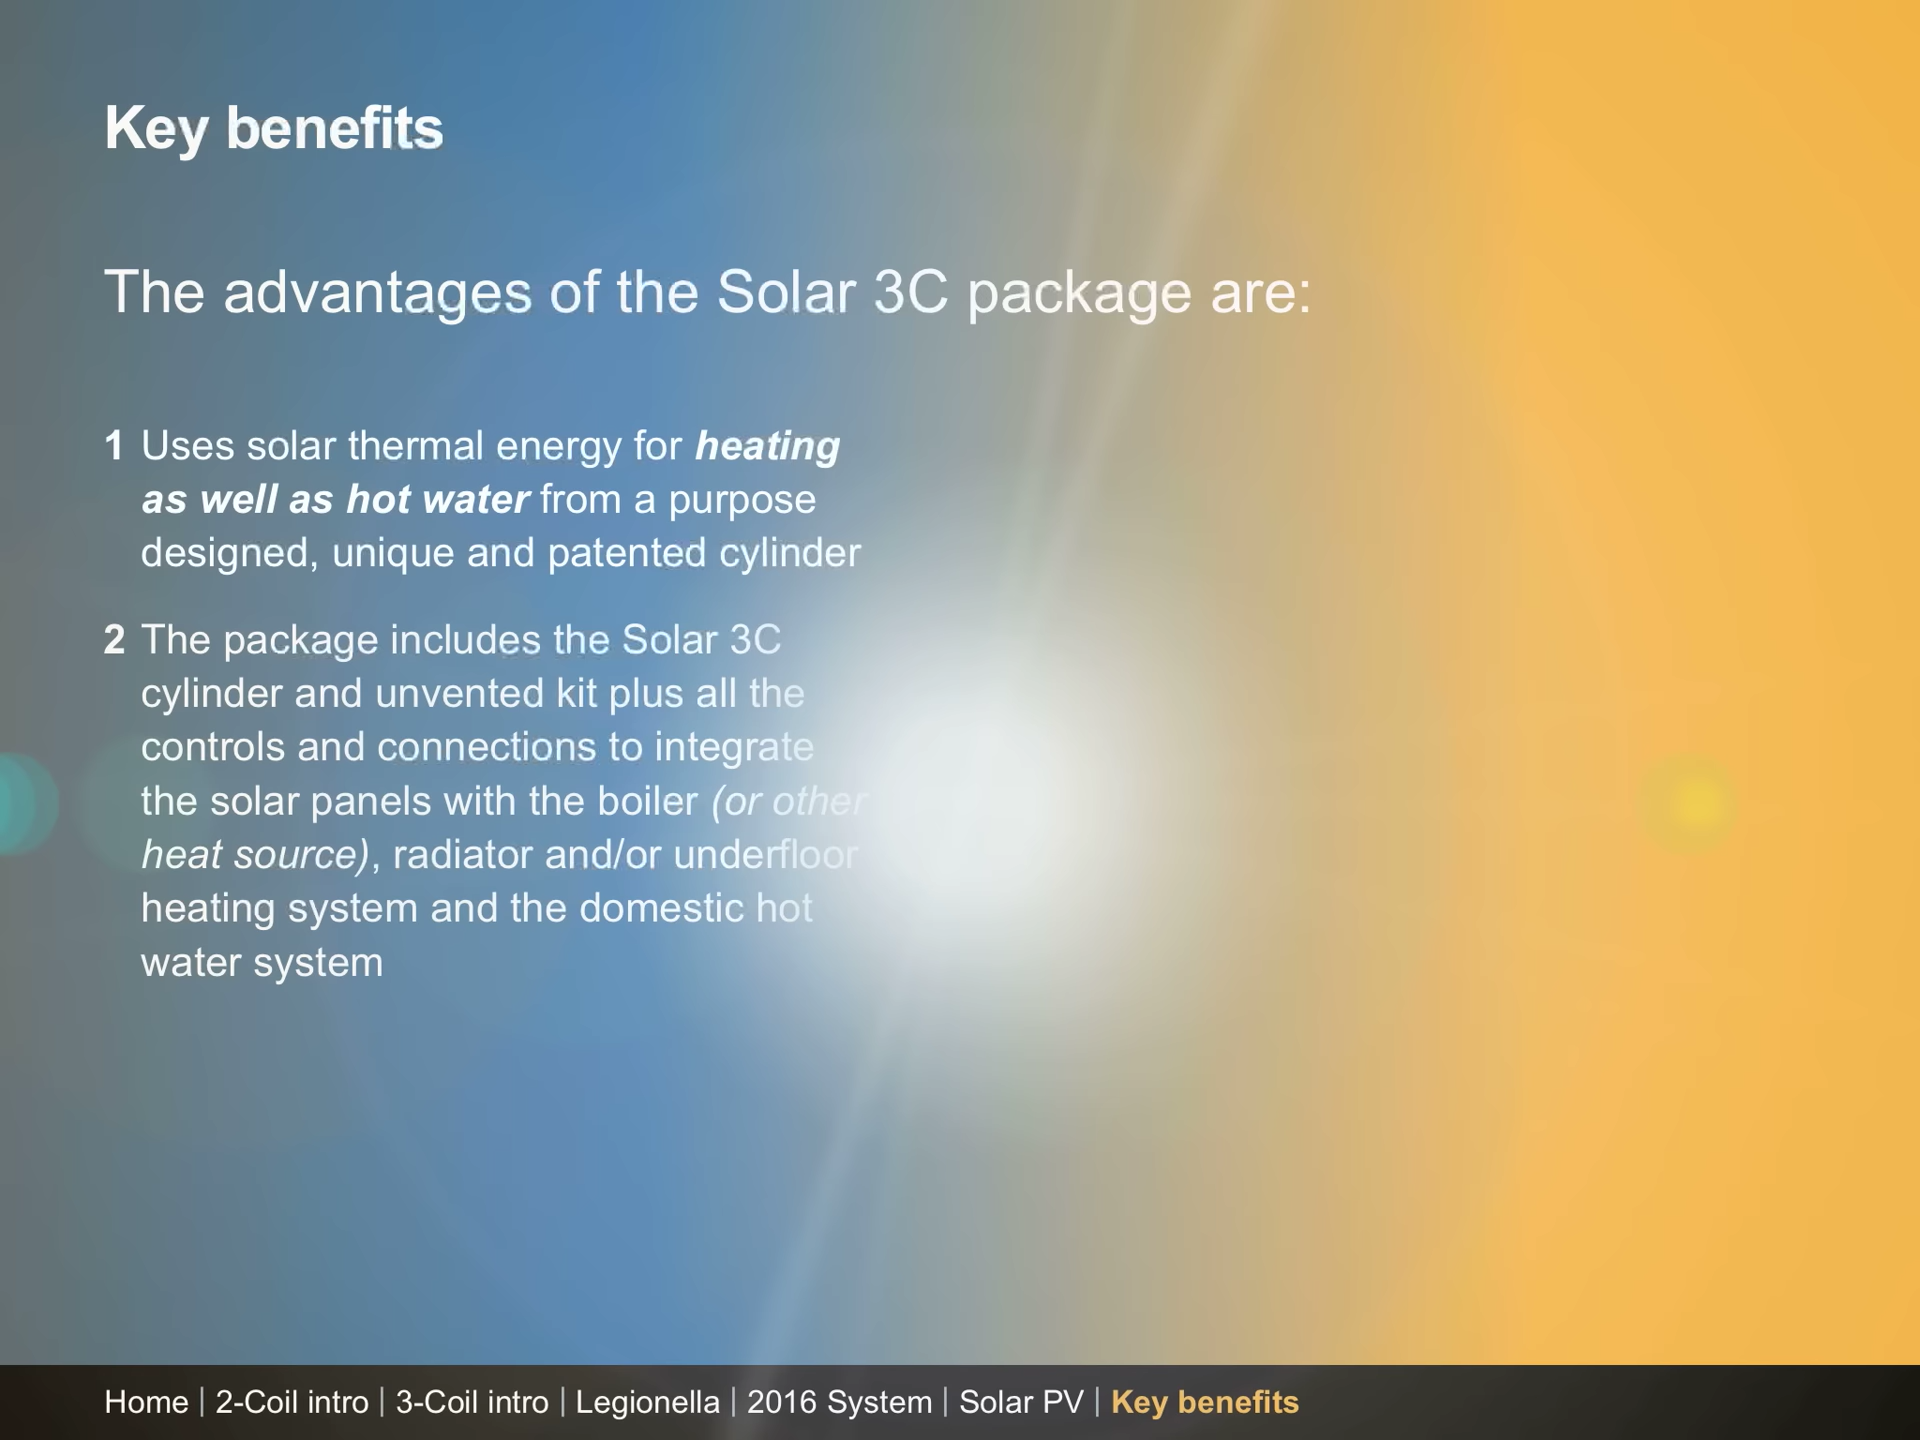 Key benefits
The advantages of the Solar 3C package are:
1 Uses solar thermal energy for heating
as well as hot water from a purpose
designed, unique and patented cylinder
2 The package includes the Solar 3C
cylinder and unvented kit plus all the
controls and connections to integrate
the solar panels with the boiler (or other
heat source), radiator and/or underfloor
heating system and the domestic hot
water system
Home | 2-Coil intro | 3-Coil intro | Legionella | 2016 System | Solar PV | Key benefits